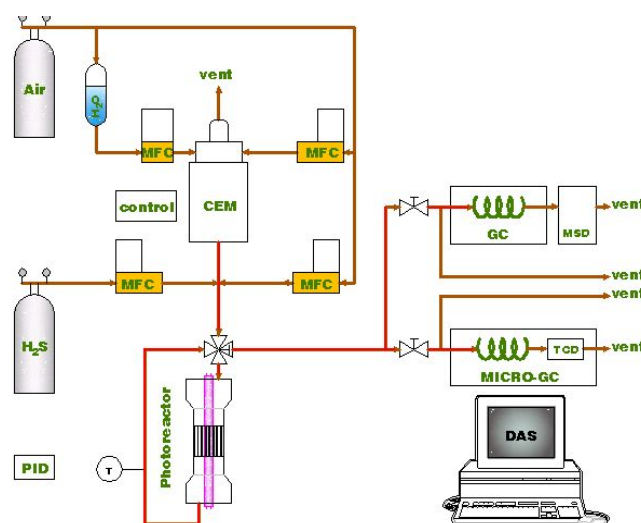 vent
Air
H2O
MFC
MFC
control
CEM
vent
GC
MSD
vent
MFC
MFC
vent
H2S
TCD
vent
MICRO-GC
Photoreactor
DAS
PID
T